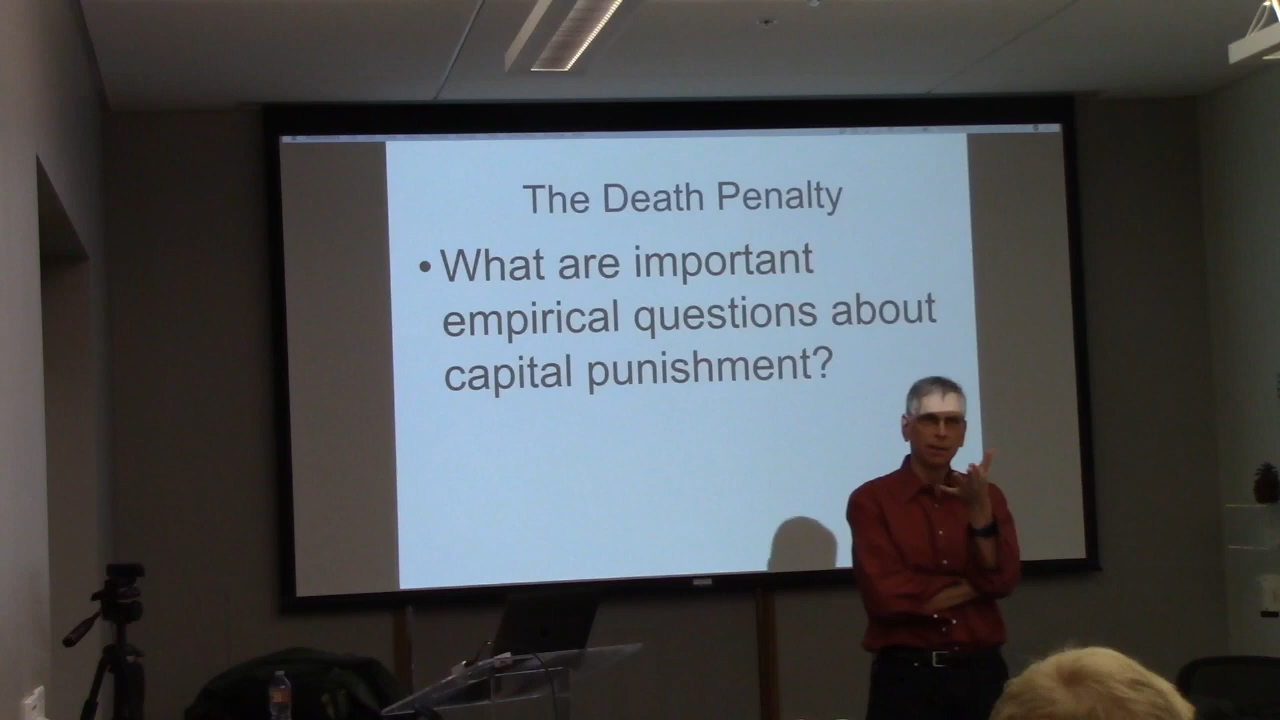 The Death Penalty
• What are important
empirical questions about
capital punishment?